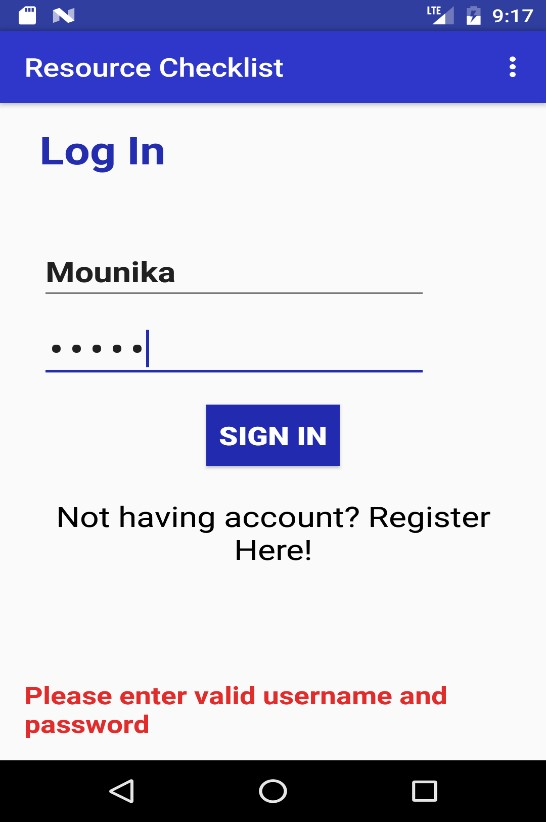 LTE 9:17
Resource Checklist
Log In
Mounika
•••••
SIGN IN
Not having account? Register
Here!
Please enter valid username and
password